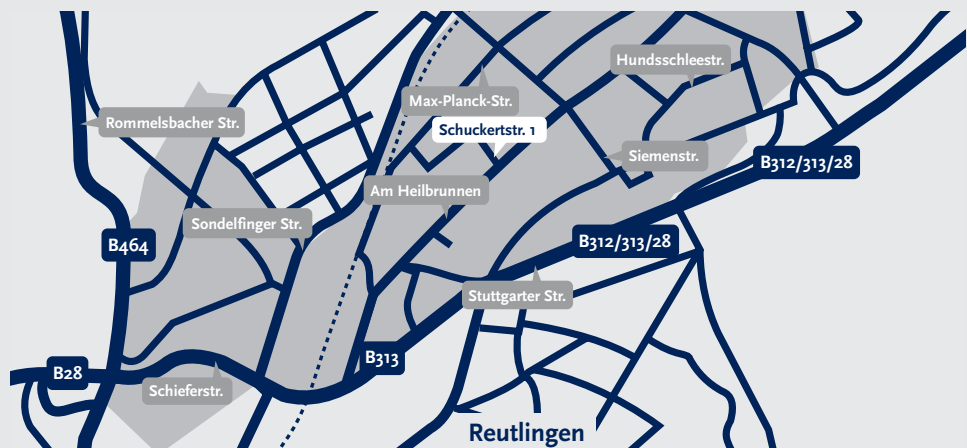 Hundsschleestr.
Max-Planck-Str.
Rommelsbacher Str.
Schuckertstr. 1
Siemenstr.
B312/313/28
Am Heilbrunnen
Sondelfinger Str.
B464
B312/313/28
Stuttgarter Str.
B313
B28
Schieferstr.
Reutlingen